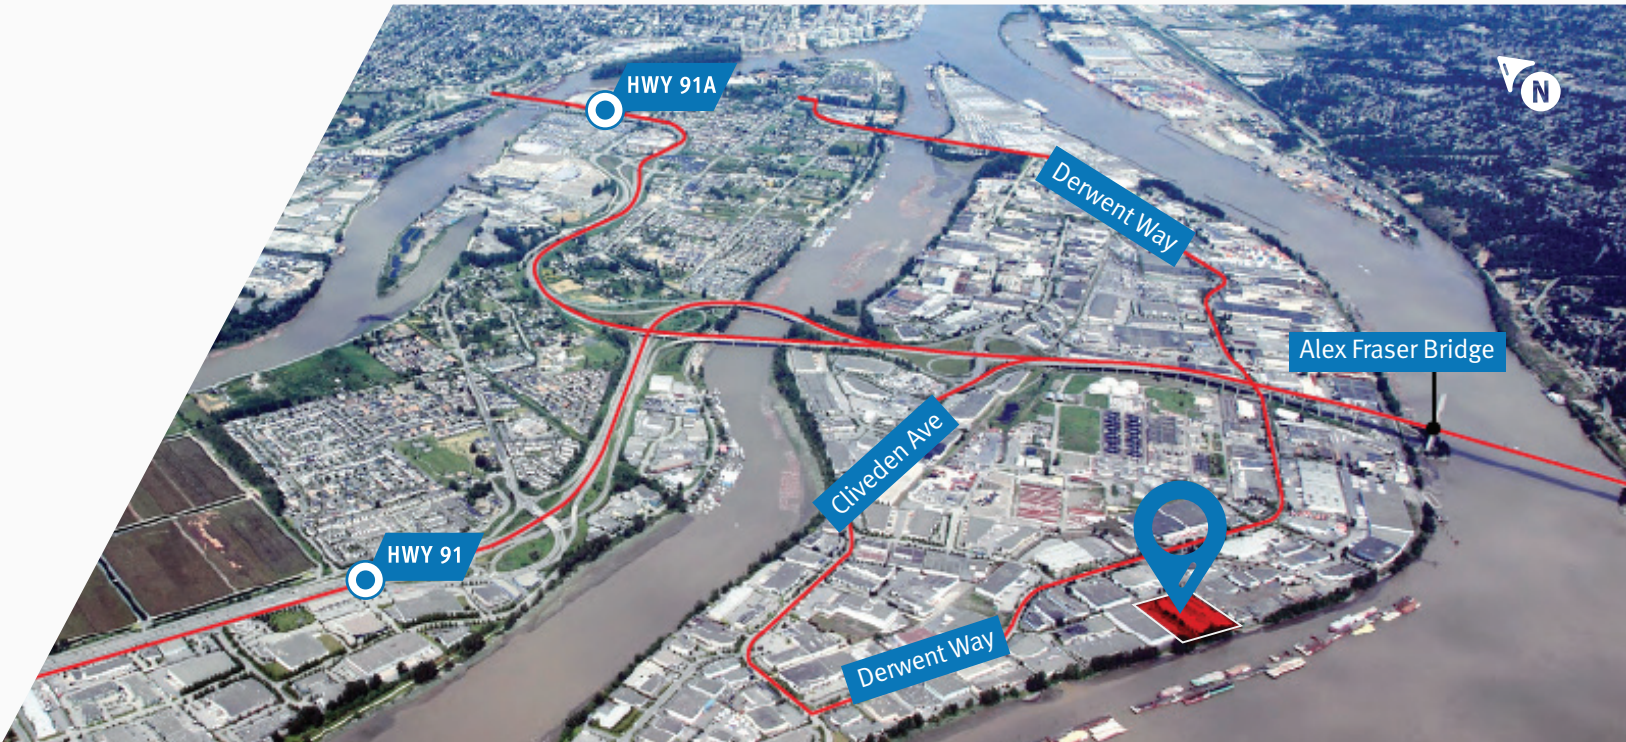 HWY 91A
N
Derwent Way
Alex Fraser Bridge
Cliveden Ave
HWY 91
Derwent Way